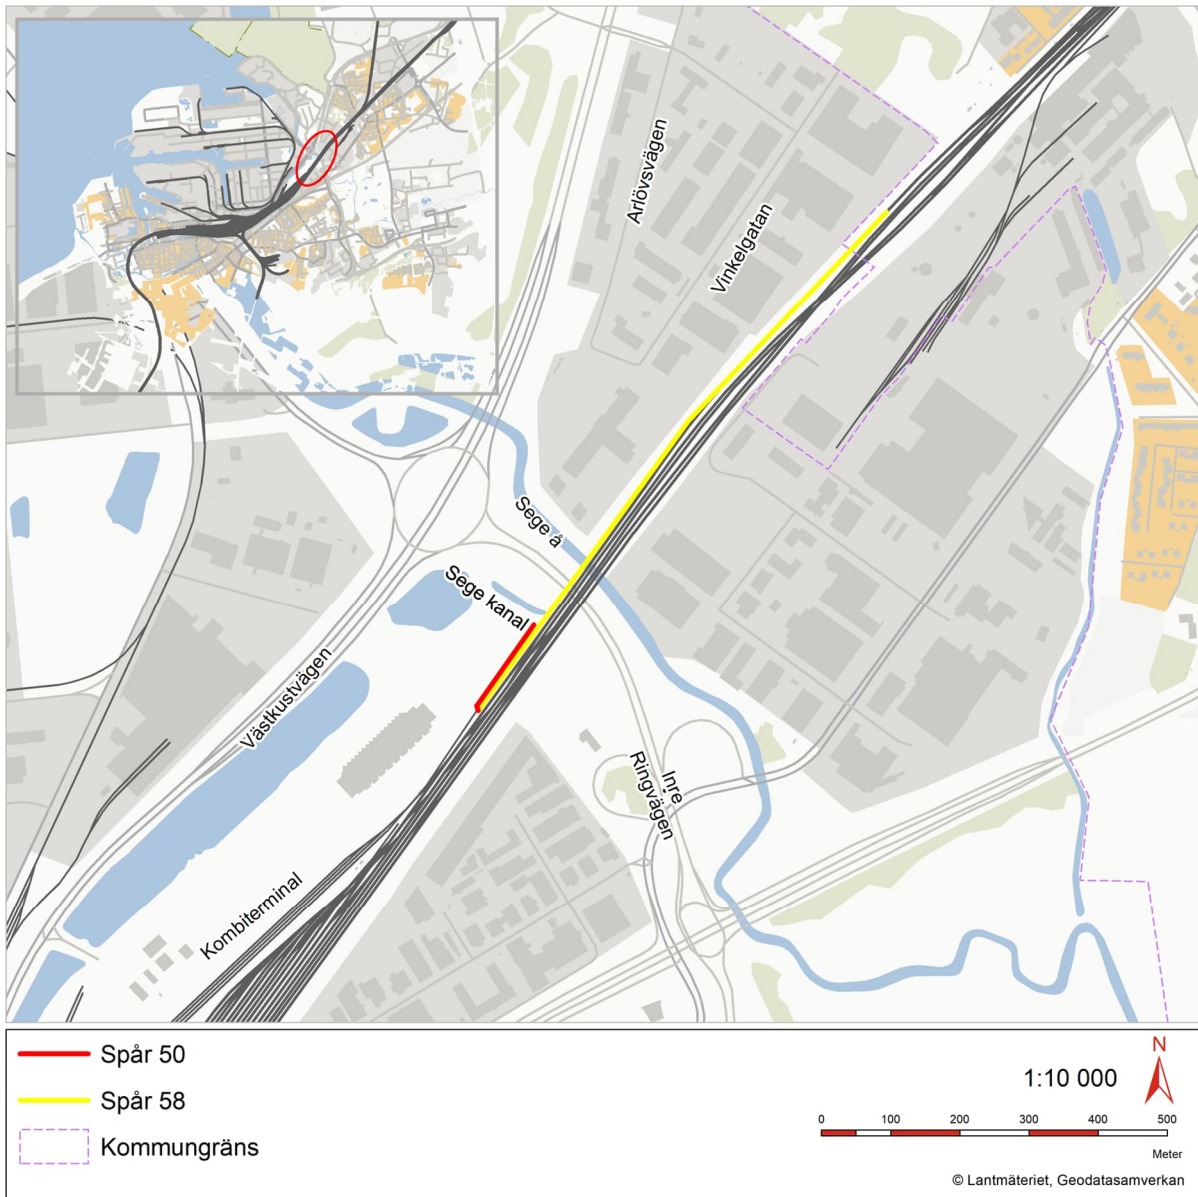 Arlövsvägen
Vinkelgatan
Sege å
Sege kanal
Västkustvägen
Inre
Ringvägen
Kombiterminal
Spår 50
Spår 58
Kommungräns
N
1:10 000
0 100 200 300 400 500
Meter
© Lantmäteriet, Geodatasamverkan